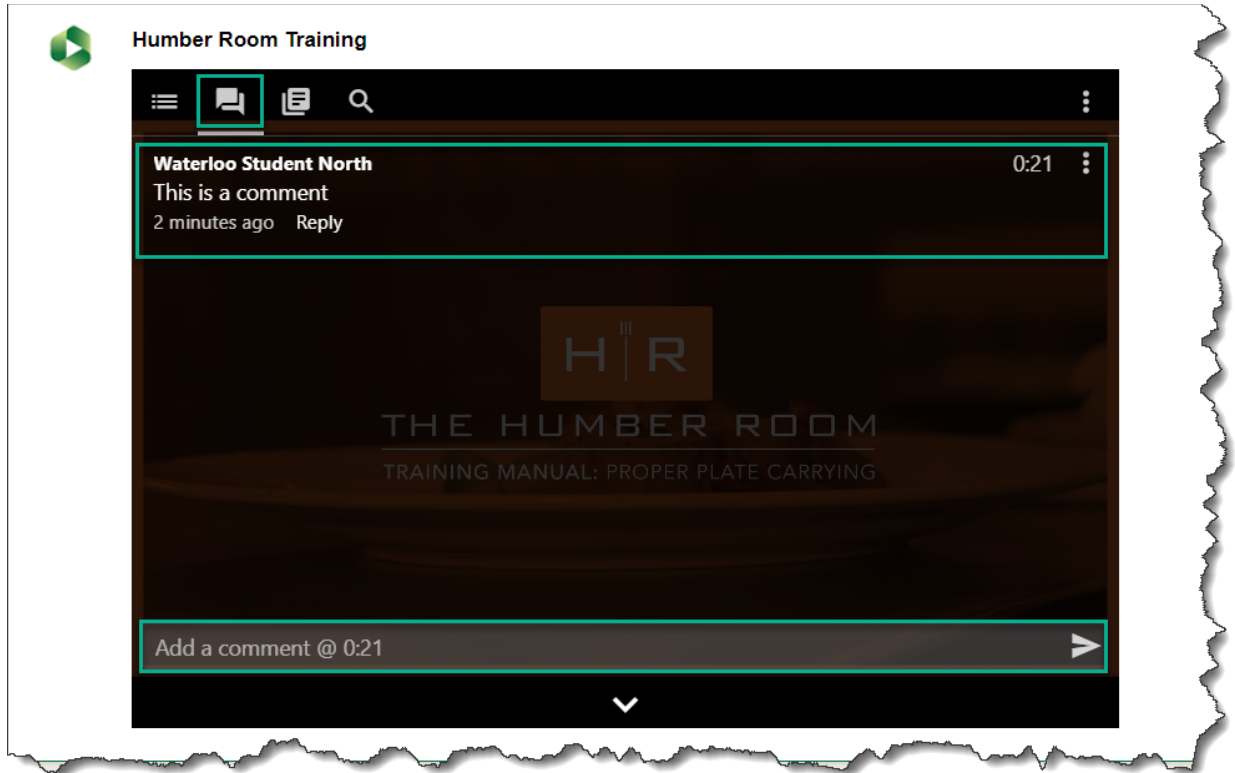 Humber Room Training
Waterloo Student North 0:21
This is a comment
2 minutes ago Reply
H R
THE HUMBER ROOM
TRAINING MANUAL: PROPER PLATE CARRYING
Add a comment @ 0:21